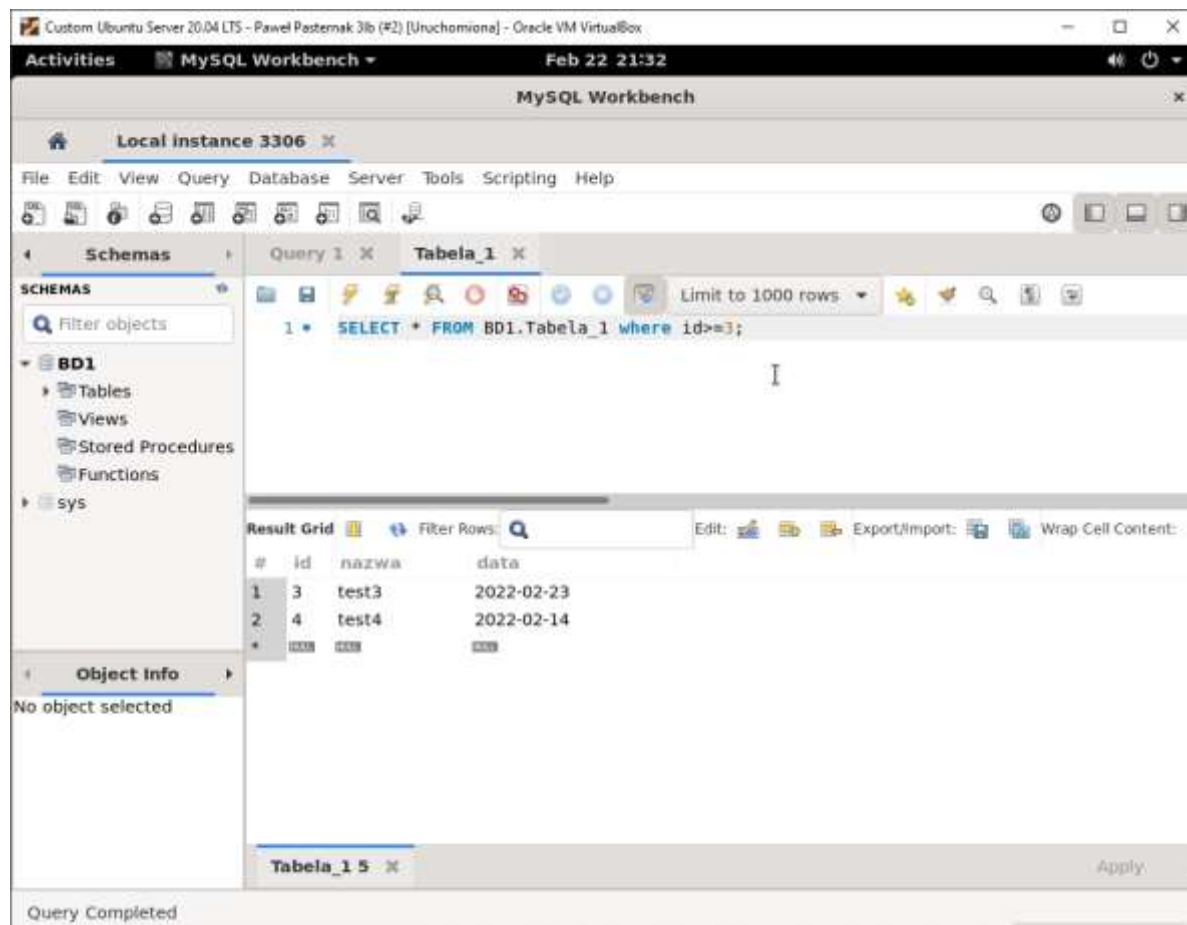 Custom Ubuntu Server 20.04 LTS - Paweł Pasternak 3lb (#2) [Uruchomiona] - Oracle VM VirtualBox
Activities MySQL Workbench Feb 22 21:32
MySQL Workbench
Local instance 3306
File Edit View Query Database Server Tools Scripting Help
Schemas Query 1 Tabela_1
SCHEMAS Limit to 1000 rows
Filter objects
1 SELECT * FROM BD1.Tabela_1 where id>=3;
BD1
Tables
Views
Stored Procedures
Functions
sys
Result Grid Filter Rows: Edit: Export/Import: Wrap Cell Content:
# id nazwa data
1 3 test3 2022-02-23
2 4 test4 2022-02-14
* NULL NULL NULL
Object Info
No object selected
Tabela_1 5 Apply
Query Completed